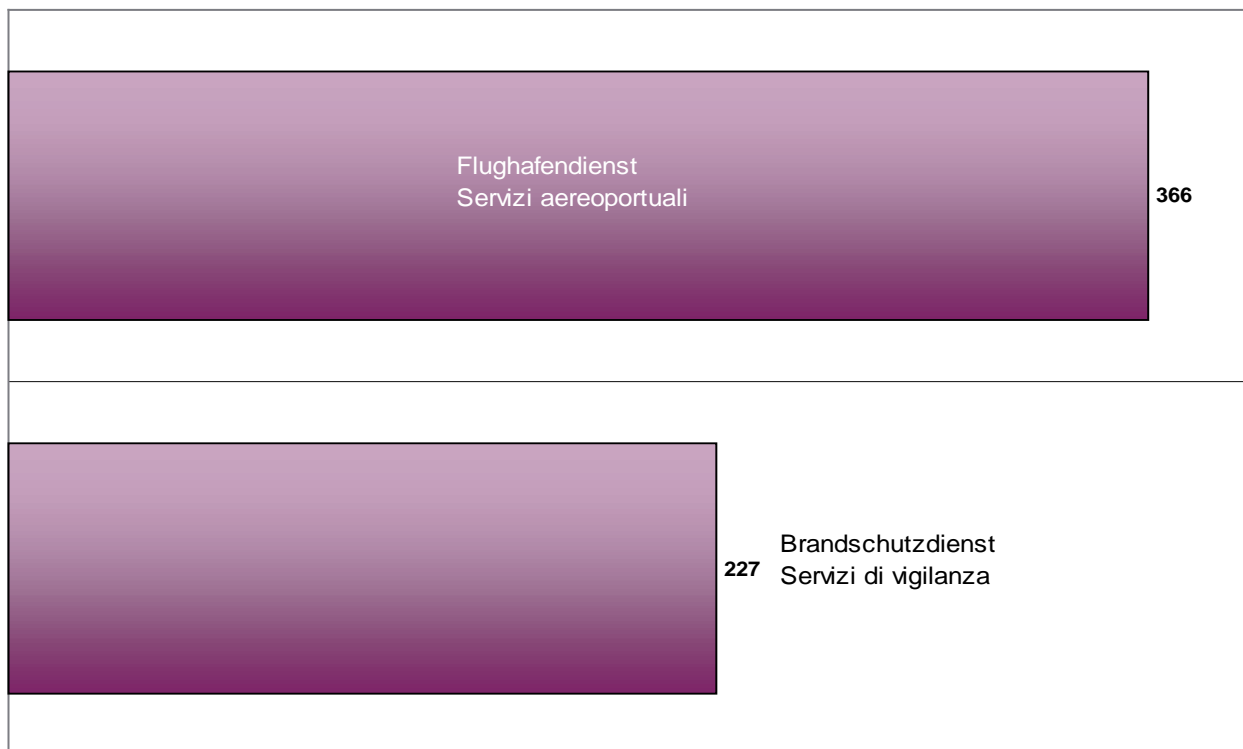 Flughafendienst
Servizi aereoportuali
366
227
Brandschutzdienst
Servizi di vigilanza